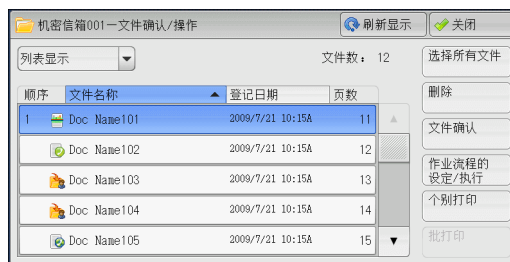 机密信箱001—文件确认/操作 刷新显示 关闭
列表显示 文件数： 12 选择所有文件
顺序 文件名称 登记日期 页数 删除
1 Doc Name101 2009/7/21 10:15A 11
文件确认
Doc Name102 2009/7/21 10:15A 12
作业流程的
设定/执行
Doc Name103 2009/7/21 10:15A 13
个别打印
Doc Name104 2009/7/21 10:15A 14
批打印
Doc Name105 2009/7/21 10:15A 15